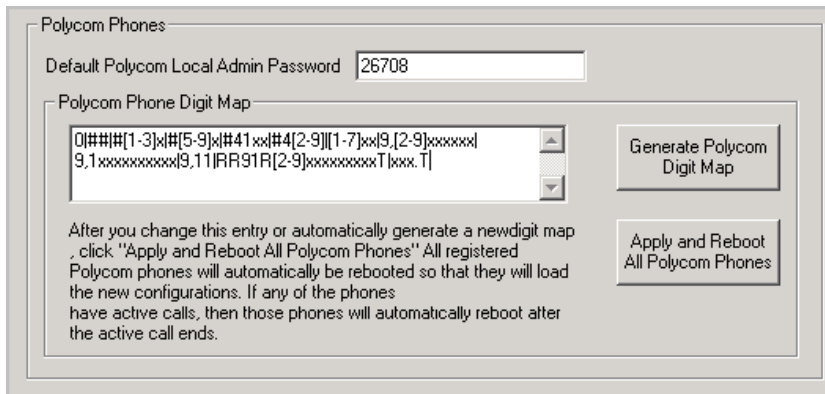 Polycom Phones
Default Polycom Local Admin Password 26708
Polycom Phone Digit Map
0|##|#[1-3]x|#[5-9]x|#41xx|#4[2-9]|[1-7]xx|9,[2-9]xxxxxx|
9,1xxxxxxxxxx|9,11|RR91R[2-9]xxxxxxxxxT|xxx.T|
Generate Polycom
Digit Map
After you change this entry or automatically generate a newdigit map
, click "Apply and Reboot All Polycom Phones" All registered
Polycom phones will automatically be rebooted so that they will load
the new configurations. If any of the phones
have active calls, then those phones will automatically reboot after
the active call ends.
Apply and Reboot
All Polycom Phones